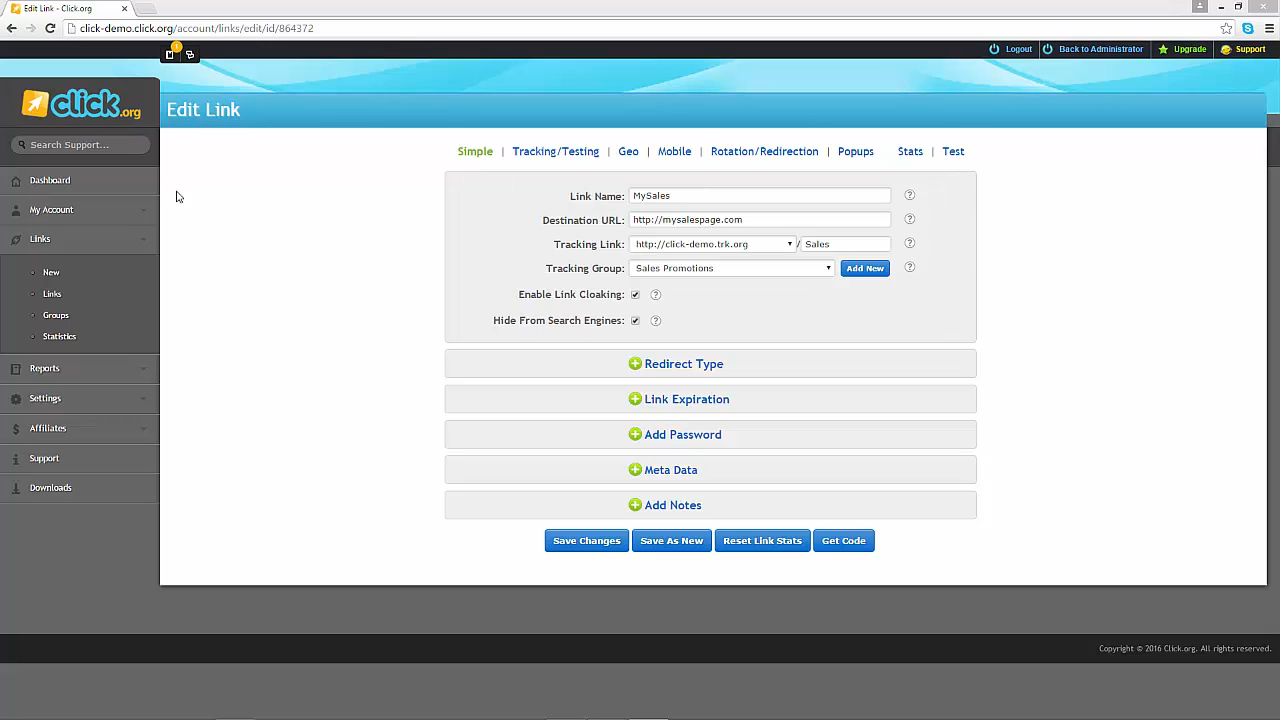 Edit Link - Click.org
click-demo.click.org/account/links/edit/id/864372
1
Logout Back to Administrator Upgrade Support
click.org
Edit Link
Search Support...
Dashboard
My Account
Links
New
Links
Groups
Statistics
Reports
Settings
Affiliates
Support
Downloads
Simple | Tracking/Testing | Geo | Mobile | Rotation/Redirection | Popups Stats | Test
Link Name: MySales ?
Destination URL: http://mysalespage.com ?
Tracking Link: http://click-demo.trk.org / Sales ?
Tracking Group: Sales Promotions Add New ?
Enable Link Cloaking: ?
Hide From Search Engines: ?
Redirect Type
Link Expiration
Add Password
Meta Data
Add Notes
Save Changes Save As New Reset Link Stats Get Code
Copyright © 2016 Click.org. All rights reserved.